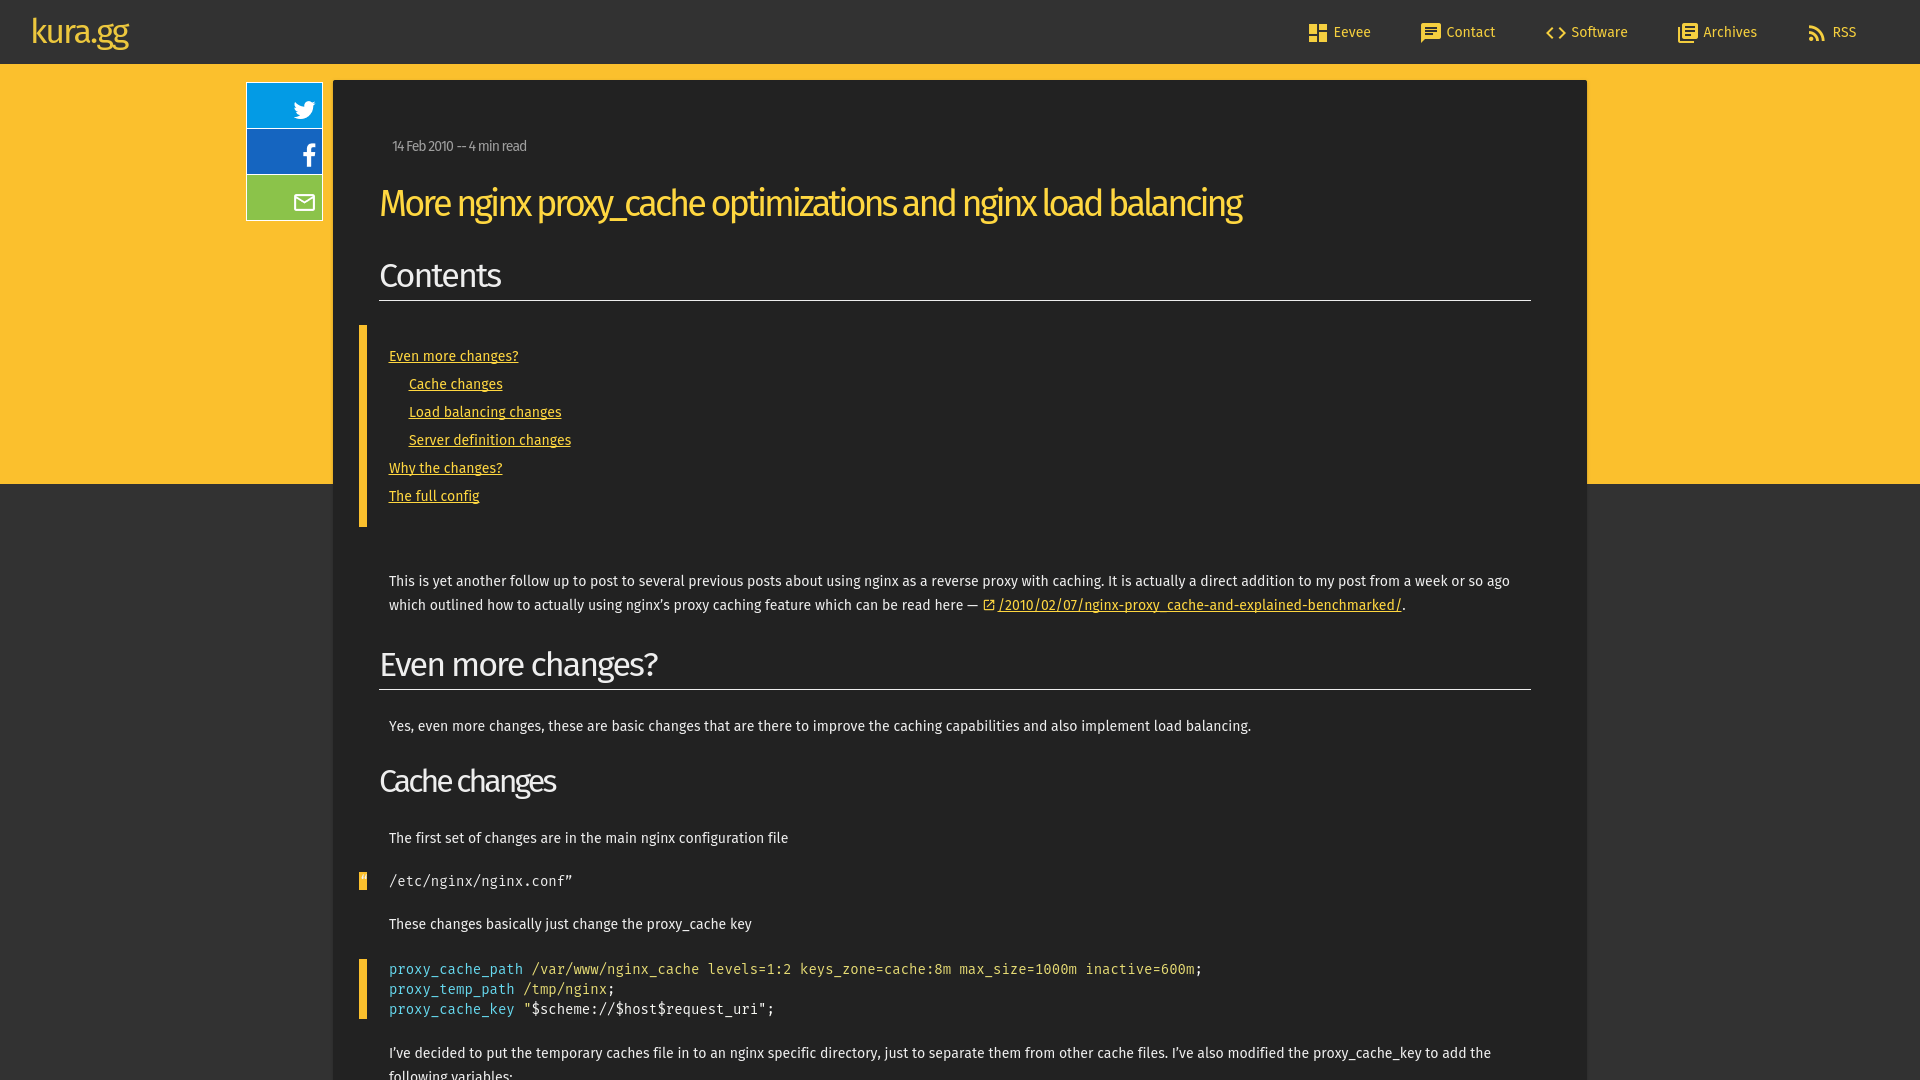 kura.gg
Eevee
Contact
Software
Archives
RSS
14 Feb 2010 -- 4 min read
More nginx proxy_cache optimizations and nginx load balancing
Contents
Even more changes?
Cache changes
Load balancing changes
Server definition changes
Why the changes?
The full config
This is yet another follow up to post to several previous posts about using nginx as a reverse proxy with caching. It is actually a direct addition to my post from a week or so ago
which outlined how to actually using nginx’s proxy caching feature which can be read here — /2010/02/07/nginx-proxy_cache-and-explained-benchmarked/.
Even more changes?
Yes, even more changes, these are basic changes that are there to improve the caching capabilities and also implement load balancing.
Cache changes
The first set of changes are in the main nginx configuration file
“ /etc/nginx/nginx.conf”
These changes basically just change the proxy_cache key
proxy_cache_path /var/www/nginx_cache levels=1:2 keys_zone=cache:8m max_size=1000m inactive=600m;
proxy_temp_path /tmp/nginx;
proxy_cache_key "$scheme://$host$request_uri";
I’ve decided to put the temporary caches file in to an nginx specific directory, just to separate them from other cache files. I’ve also modified the proxy_cache_key to add the
following variables: